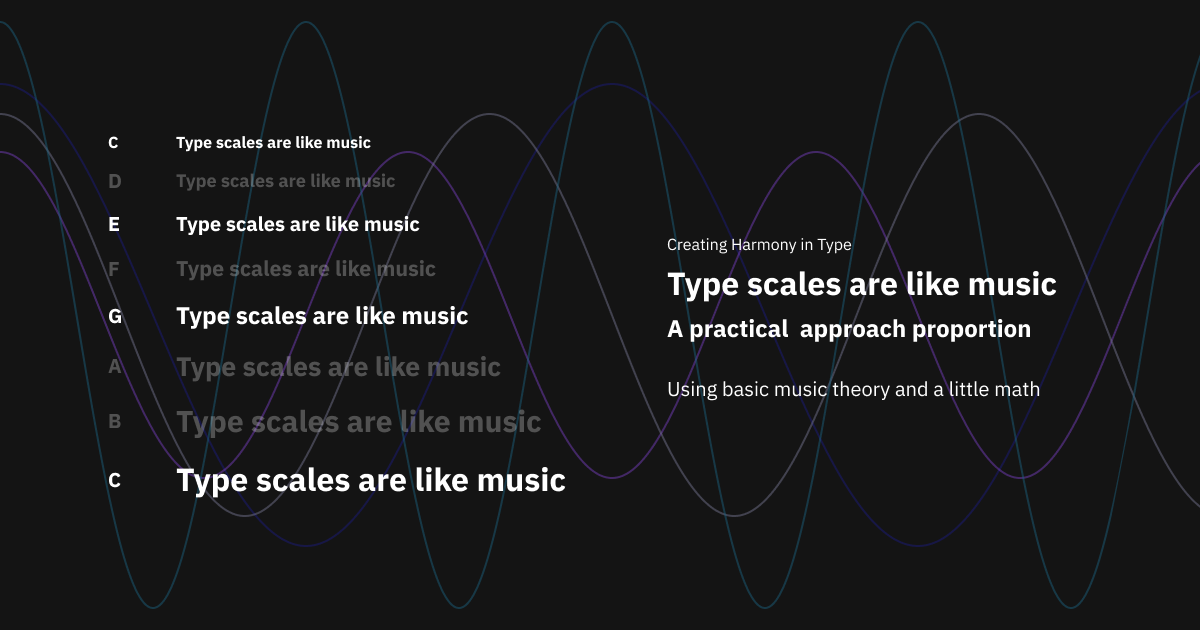 C Type scales are like music
D Type scales are like music
E Type scales are like music
F Type scales are like music
G Type scales are like music
A Type scales are like music
B Type scales are like music
C Type scales are like music
Creating Harmony in Type
Type scales are like music
A practical  approach proportion
Using basic music theory and a little math